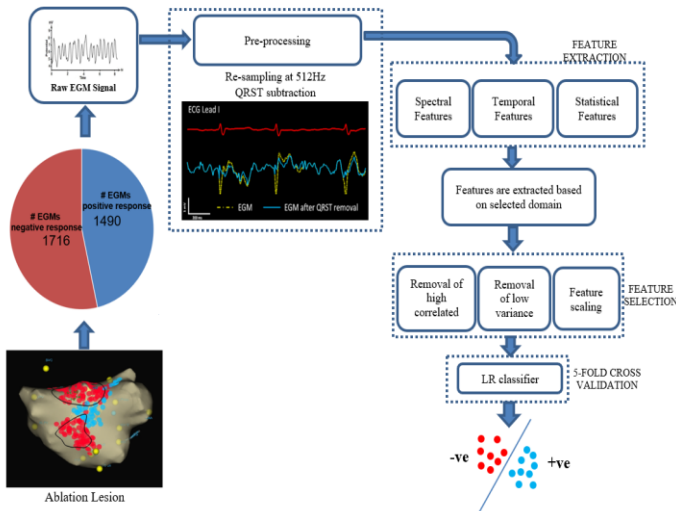 Raw EGM Signal
Pre-processing
Re-sampling at 512Hz
QRST subtraction
ECG Lead I
EGM
EGM after QRST removal
FEATURE
EXTRACTION
Spectral
Features
Temporal
Features
Statistical
Features
Features are extracted based
on selected domain
Removal of
high
correlated
Removal of
low
variance
Feature
scaling
FEATURE
SELECTION
LR classifier
5-FOLD CROSS
VALIDATION
-ve
+ve
# EGMs
negative response
1716
# EGMs
positive response
1490
Ablation Lesion